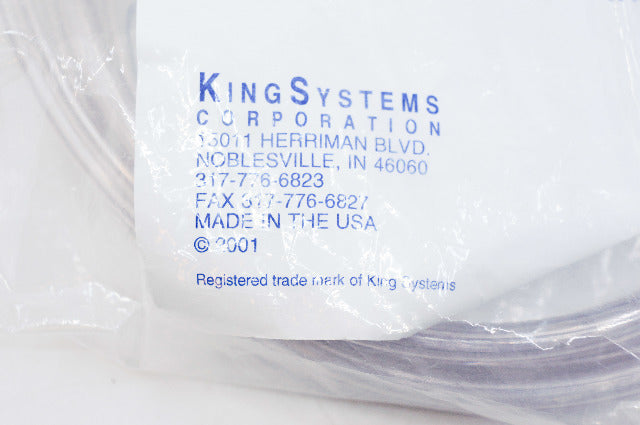 KINGSYSTEMS
CORPORATION
15011 HERRIMAN BLVD.
NOBLESVILLE, IN 46060
317-776-6823
FAX 317-776-6827
MADE IN THE USA
© 2001
Registered trade mark of King Systems